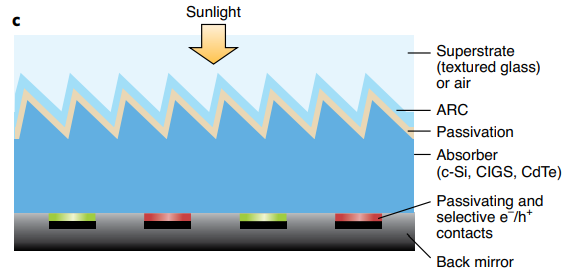 c
Sunlight
Superstrate
(textured glass)
or air
ARC
Passivation
Absorber
(c-Si, CIGS, CdTe)
Passivating and
selective e⁻/h⁺
contacts
Back mirror